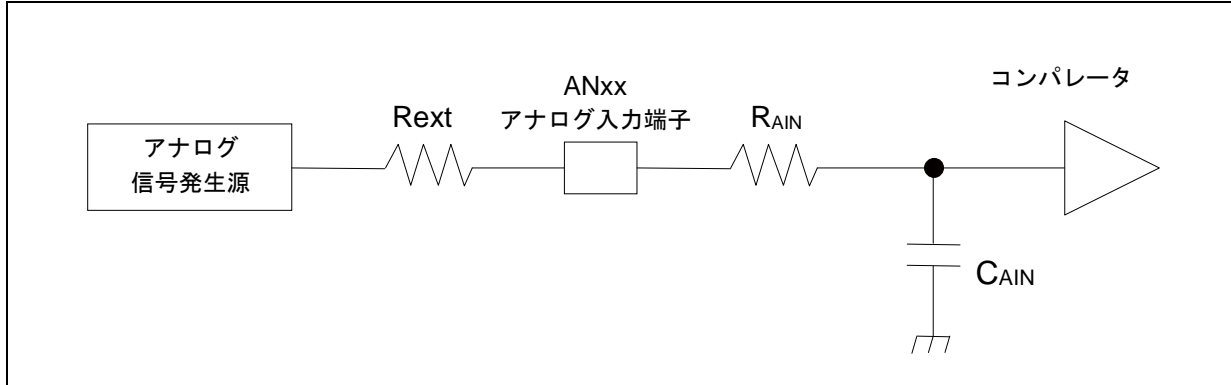 アナログ
信号発生源
Rext
ANxx
アナログ入力端子
RAIN
コンパレータ
CAIN